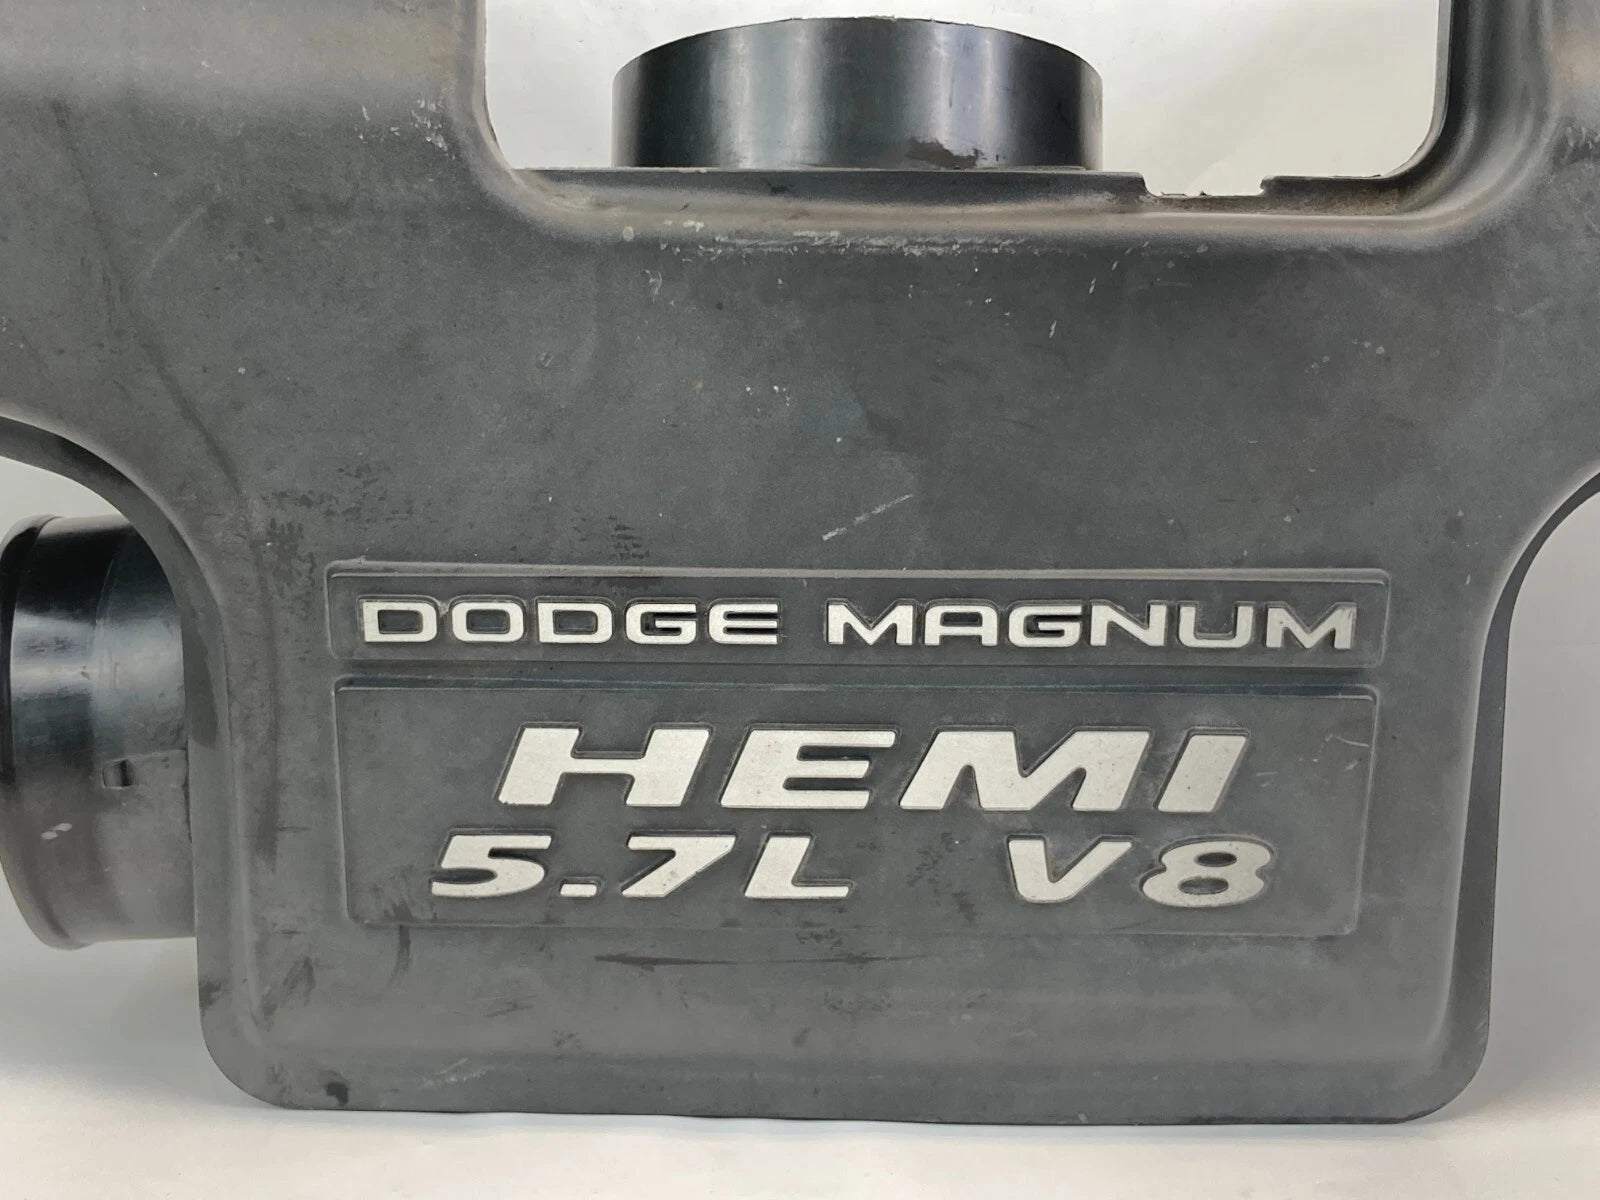 DODGE MAGNUM
HEMI
5.7L V8